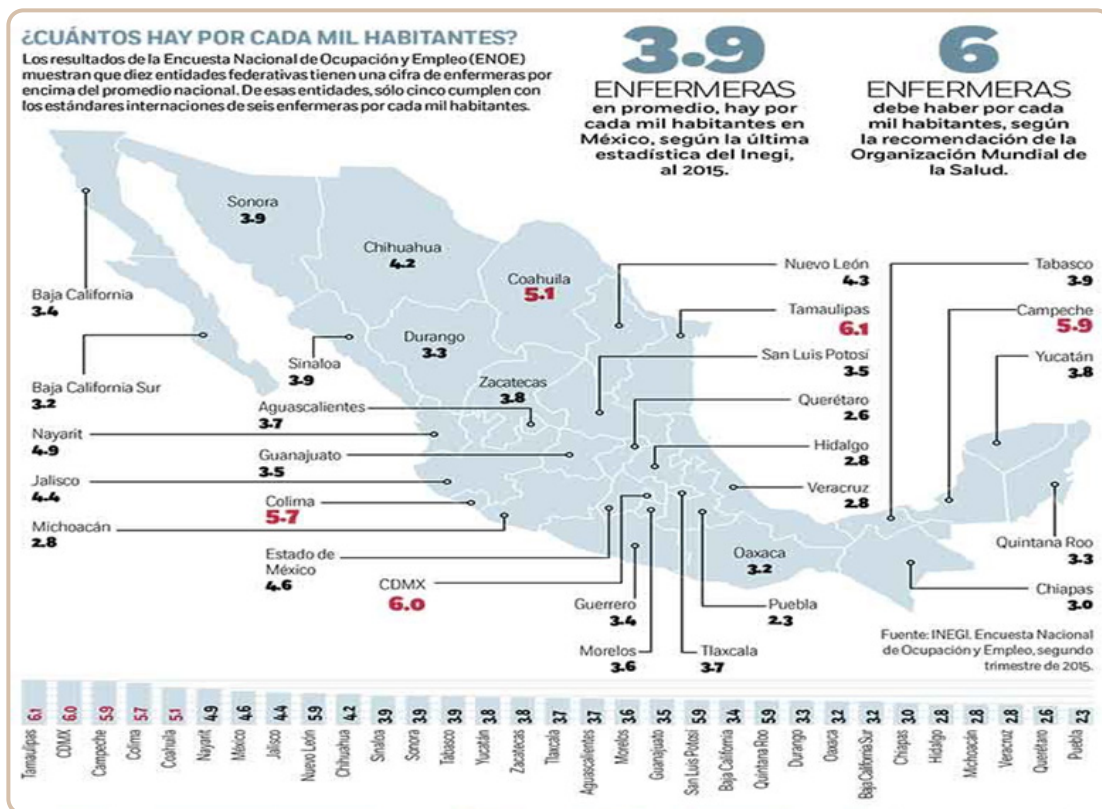 ¿CUÁNTOS HAY POR CADA MIL HABITANTES?
Los resultados de la Encuesta Nacional de Ocupación y Empleo (ENOE)
muestran que diez entidades federativas tienen una cifra de enfermeras por
encima del promedio nacional. De esas entidades, sólo cinco cumplen con
los estándares internaciones de seis enfermeras por cada mil habitantes.
3.9
ENFERMERAS
en promedio, hay por
cada mil habitantes en
México, según la última
estadística del Inegi,
al 2015.
6
ENFERMERAS
debe haber por cada
mil habitantes, según
la recomendación de la
Organización Mundial de
la Salud.
Sonora
3.9
Chihuahua
4.2
Coahuila
5.1
Nuevo León
4.3
Tabasco
3.9
Baja California
3.4
Tamaulipas
6.1
Campeche
5.9
Durango
3.3
Sinaloa
3.9
San Luis Potosí
3.5
Yucatán
3.8
Baja California Sur
3.2
Zacatecas
3.8
Aguascalientes
3.7
Querétaro
2.6
Nayarit
4.9
Guanajuato
3.5
Hidalgo
2.8
Jalisco
4.4
Colima
5.7
Veracruz
2.8
Michoacán
2.8
Estado de
México
4.6
Oaxaca
3.2
Quintana Roo
3.3
CDMX
6.0
Guerrero
3.4
Puebla
2.3
Chiapas
3.0
Morelos
3.6
Tlaxcala
3.7
Fuente: INEGI. Encuesta Nacional
de Ocupación y Empleo, segundo
trimestre de 2015.
6.1
6.0
5.9
5.7
5.1
4.9
4.6
4.4
5.9
4.2
3.9
3.9
3.9
3.8
3.8
3.7
3.7
3.6
3.5
5.9
3.4
5.9
3.3
3.2
3.2
3.0
2.8
2.8
2.8
2.6
2.3
Tamaulipas
CDMX
Campeche
Colima
Coahuila
Nayarit
México
Jalisco
Nuevo León
Chihuahua
Sinaloa
Sonora
Tabasco
Yucatán
Zacatecas
Tlaxcala
Aguascalientes
Morelos
Guanajuato
San Luis Potosí
Baja California
Quintana Roo
Durango
Oaxaca
Baja California Sur
Chiapas
Hidalgo
Michoacán
Veracruz
Querétaro
Puebla